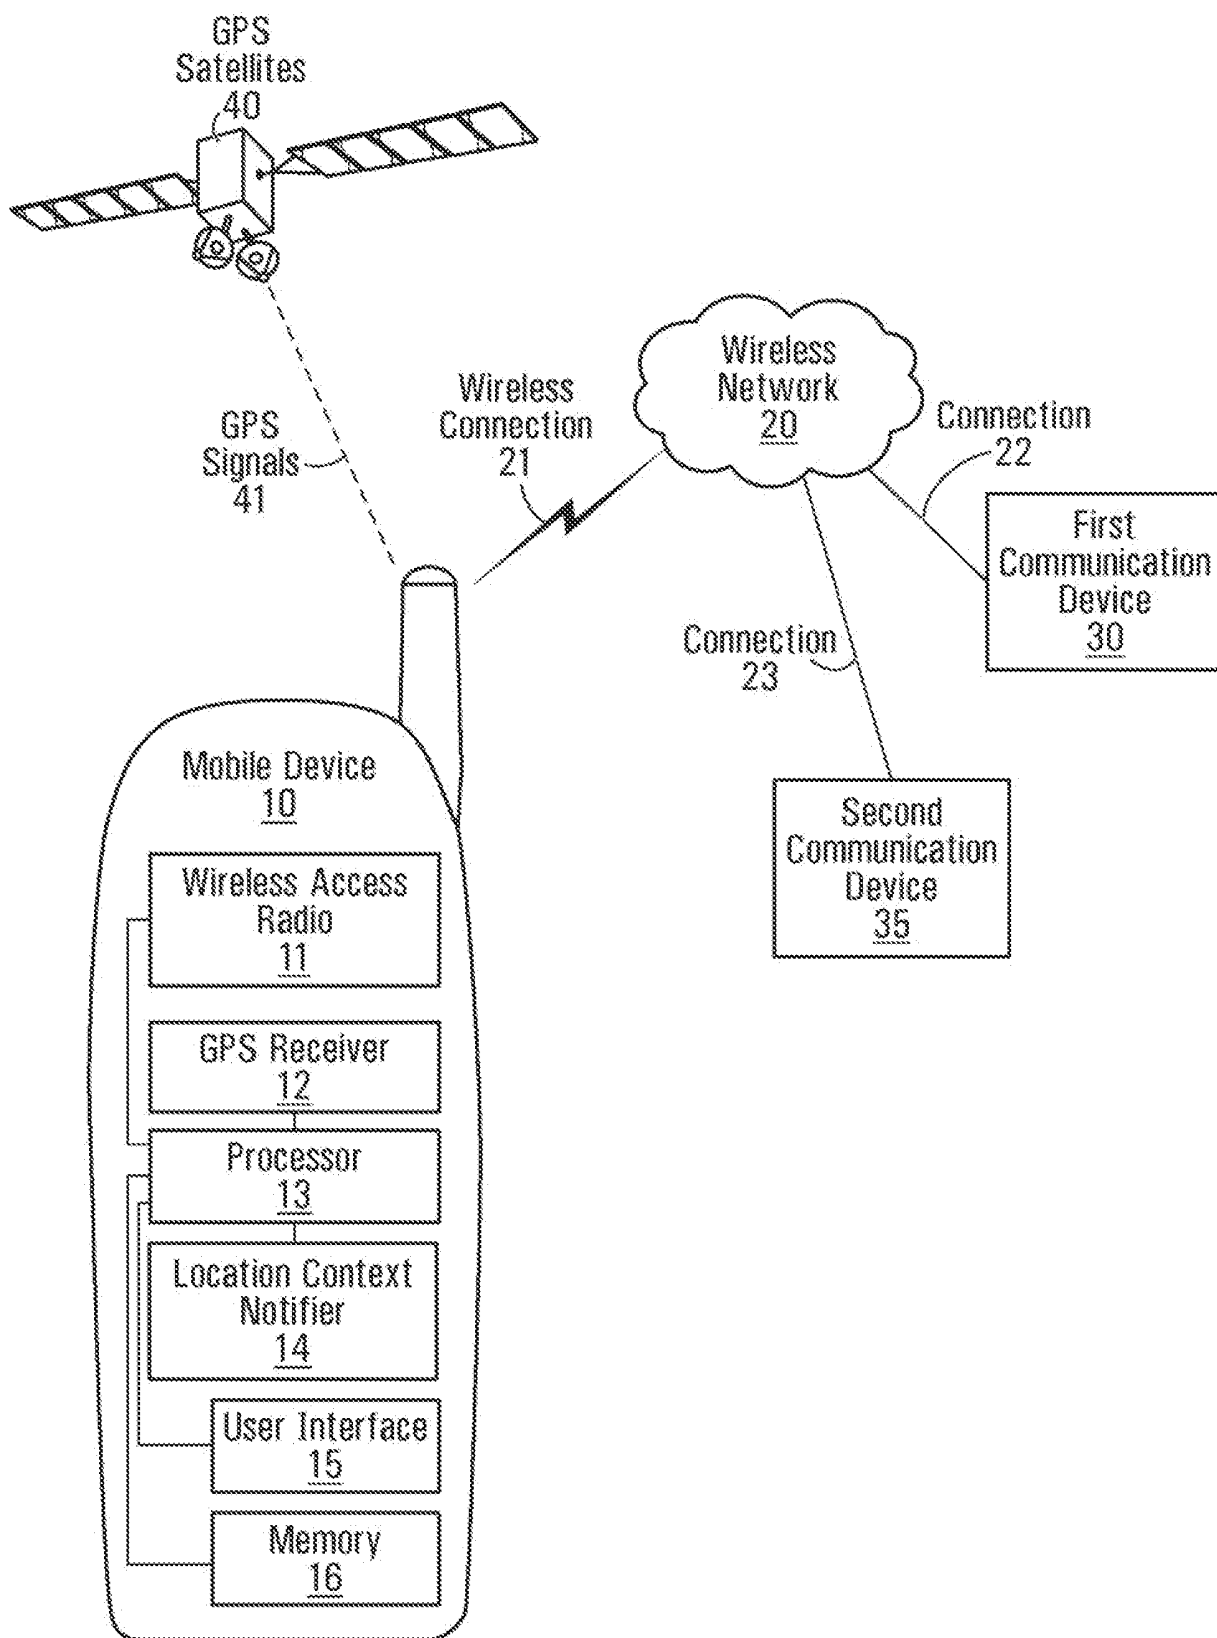 GPS
Satellites
40
GPS
Signals
41
Wireless
Connection
21
Wireless
Network
20
Connection
22
First
Communication
Device
30
Connection
23
Second
Communication
Device
35
Mobile Device
10
Wireless Access
Radio
11
GPS Receiver
12
Processor
13
Location Context
Notifier
14
User Interface
15
Memory
16